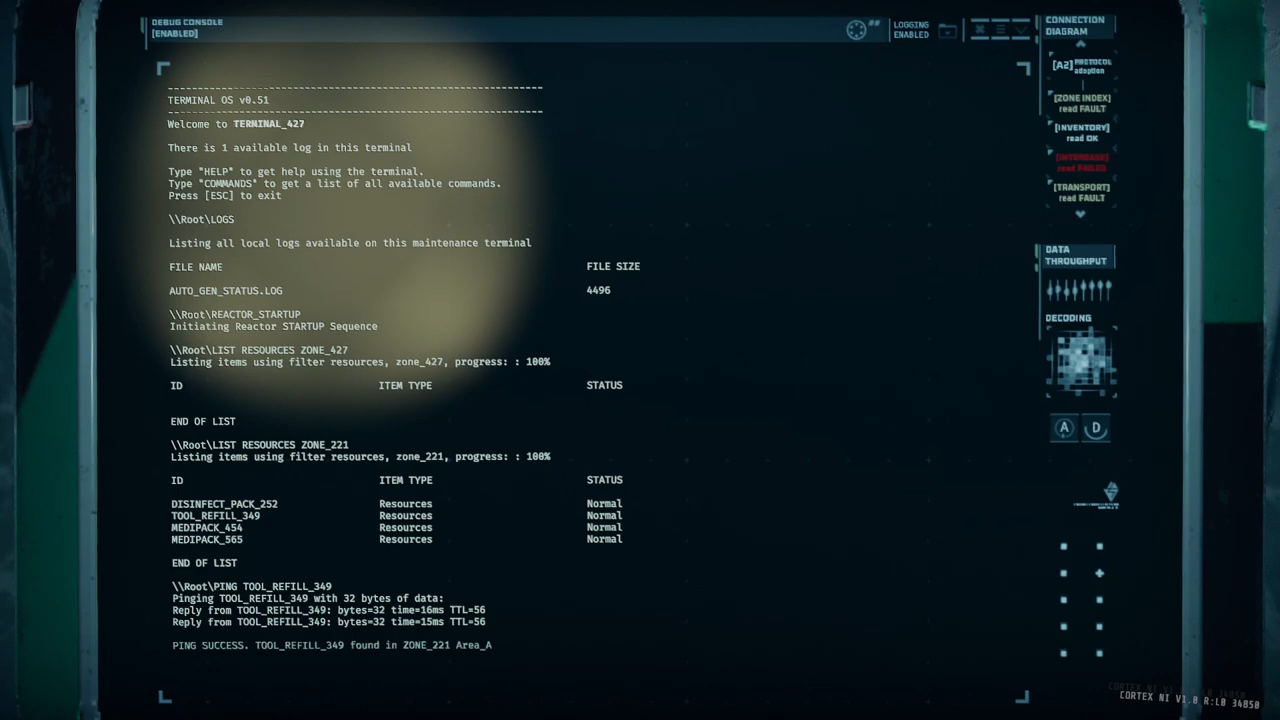 DEBUG CONSOLE
[ENABLED]
LOGGING
ENABLED
CONNECTION
DIAGRAM
[A2] PROTOCOL
adaption
[ZONE INDEX]
read FAULT
[INVENTORY]
read OK
read FAILED
[TRANSPORT]
read FAULT
DATA
THROUGHPUT
DECODING
A D
--------------------------------------------------------
TERMINAL OS v0.51
--------------------------------------------------------
Welcome to TERMINAL_427
There is 1 available log in this terminal
Type "HELP" to get help using the terminal.
Type "COMMANDS" to get a list of all available commands.
Press [ESC] to exit
\\Root\LOGS
Listing all local logs available on this maintenance terminal
FILE NAME FILE SIZE
AUTO_GEN_STATUS.LOG 4496
\\Root\REACTOR_STARTUP
Initiating Reactor STARTUP Sequence
\\Root\LIST RESOURCES ZONE_427
Listing items using filter resources, zone_427, progress: : 100%
ID ITEM TYPE STATUS
END OF LIST
\\Root\LIST RESOURCES ZONE_221
Listing items using filter resources, zone_221, progress: : 100%
ID ITEM TYPE STATUS
DISINFECT_PACK_252 Resources Normal
TOOL_REFILL_349 Resources Normal
MEDIPACK_454 Resources Normal
MEDIPACK_565 Resources Normal
END OF LIST
\\Root\PING TOOL_REFILL_349
Pinging TOOL_REFILL_349 with 32 bytes of data:
Reply from TOOL_REFILL_349: bytes=32 time=16ms TTL=56
Reply from TOOL_REFILL_349: bytes=32 time=15ms TTL=56
PING SUCCESS. TOOL_REFILL_349 found in ZONE_221 Area_A
CORTEX NI V1.0 R:L0 34850